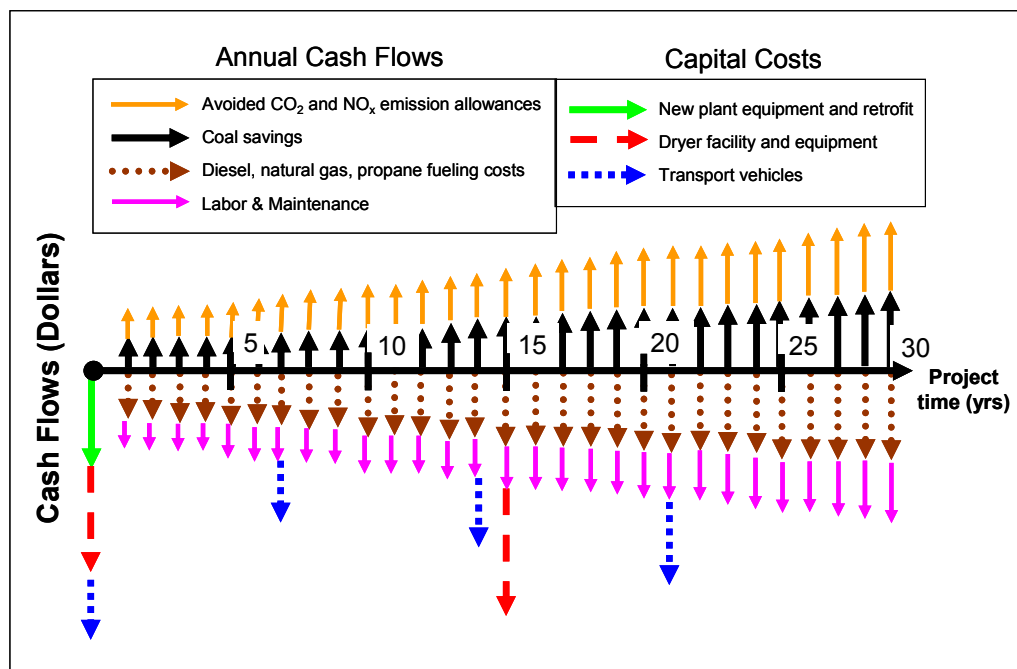 Annual Cash Flows
Avoided CO₂ and NOₓ emission allowances
Coal savings
Diesel, natural gas, propane fueling costs
Labor & Maintenance
Capital Costs
New plant equipment and retrofit
Dryer facility and equipment
Transport vehicles
Cash Flows (Dollars)
5
10
15
20
25
30
Project
time (yrs)